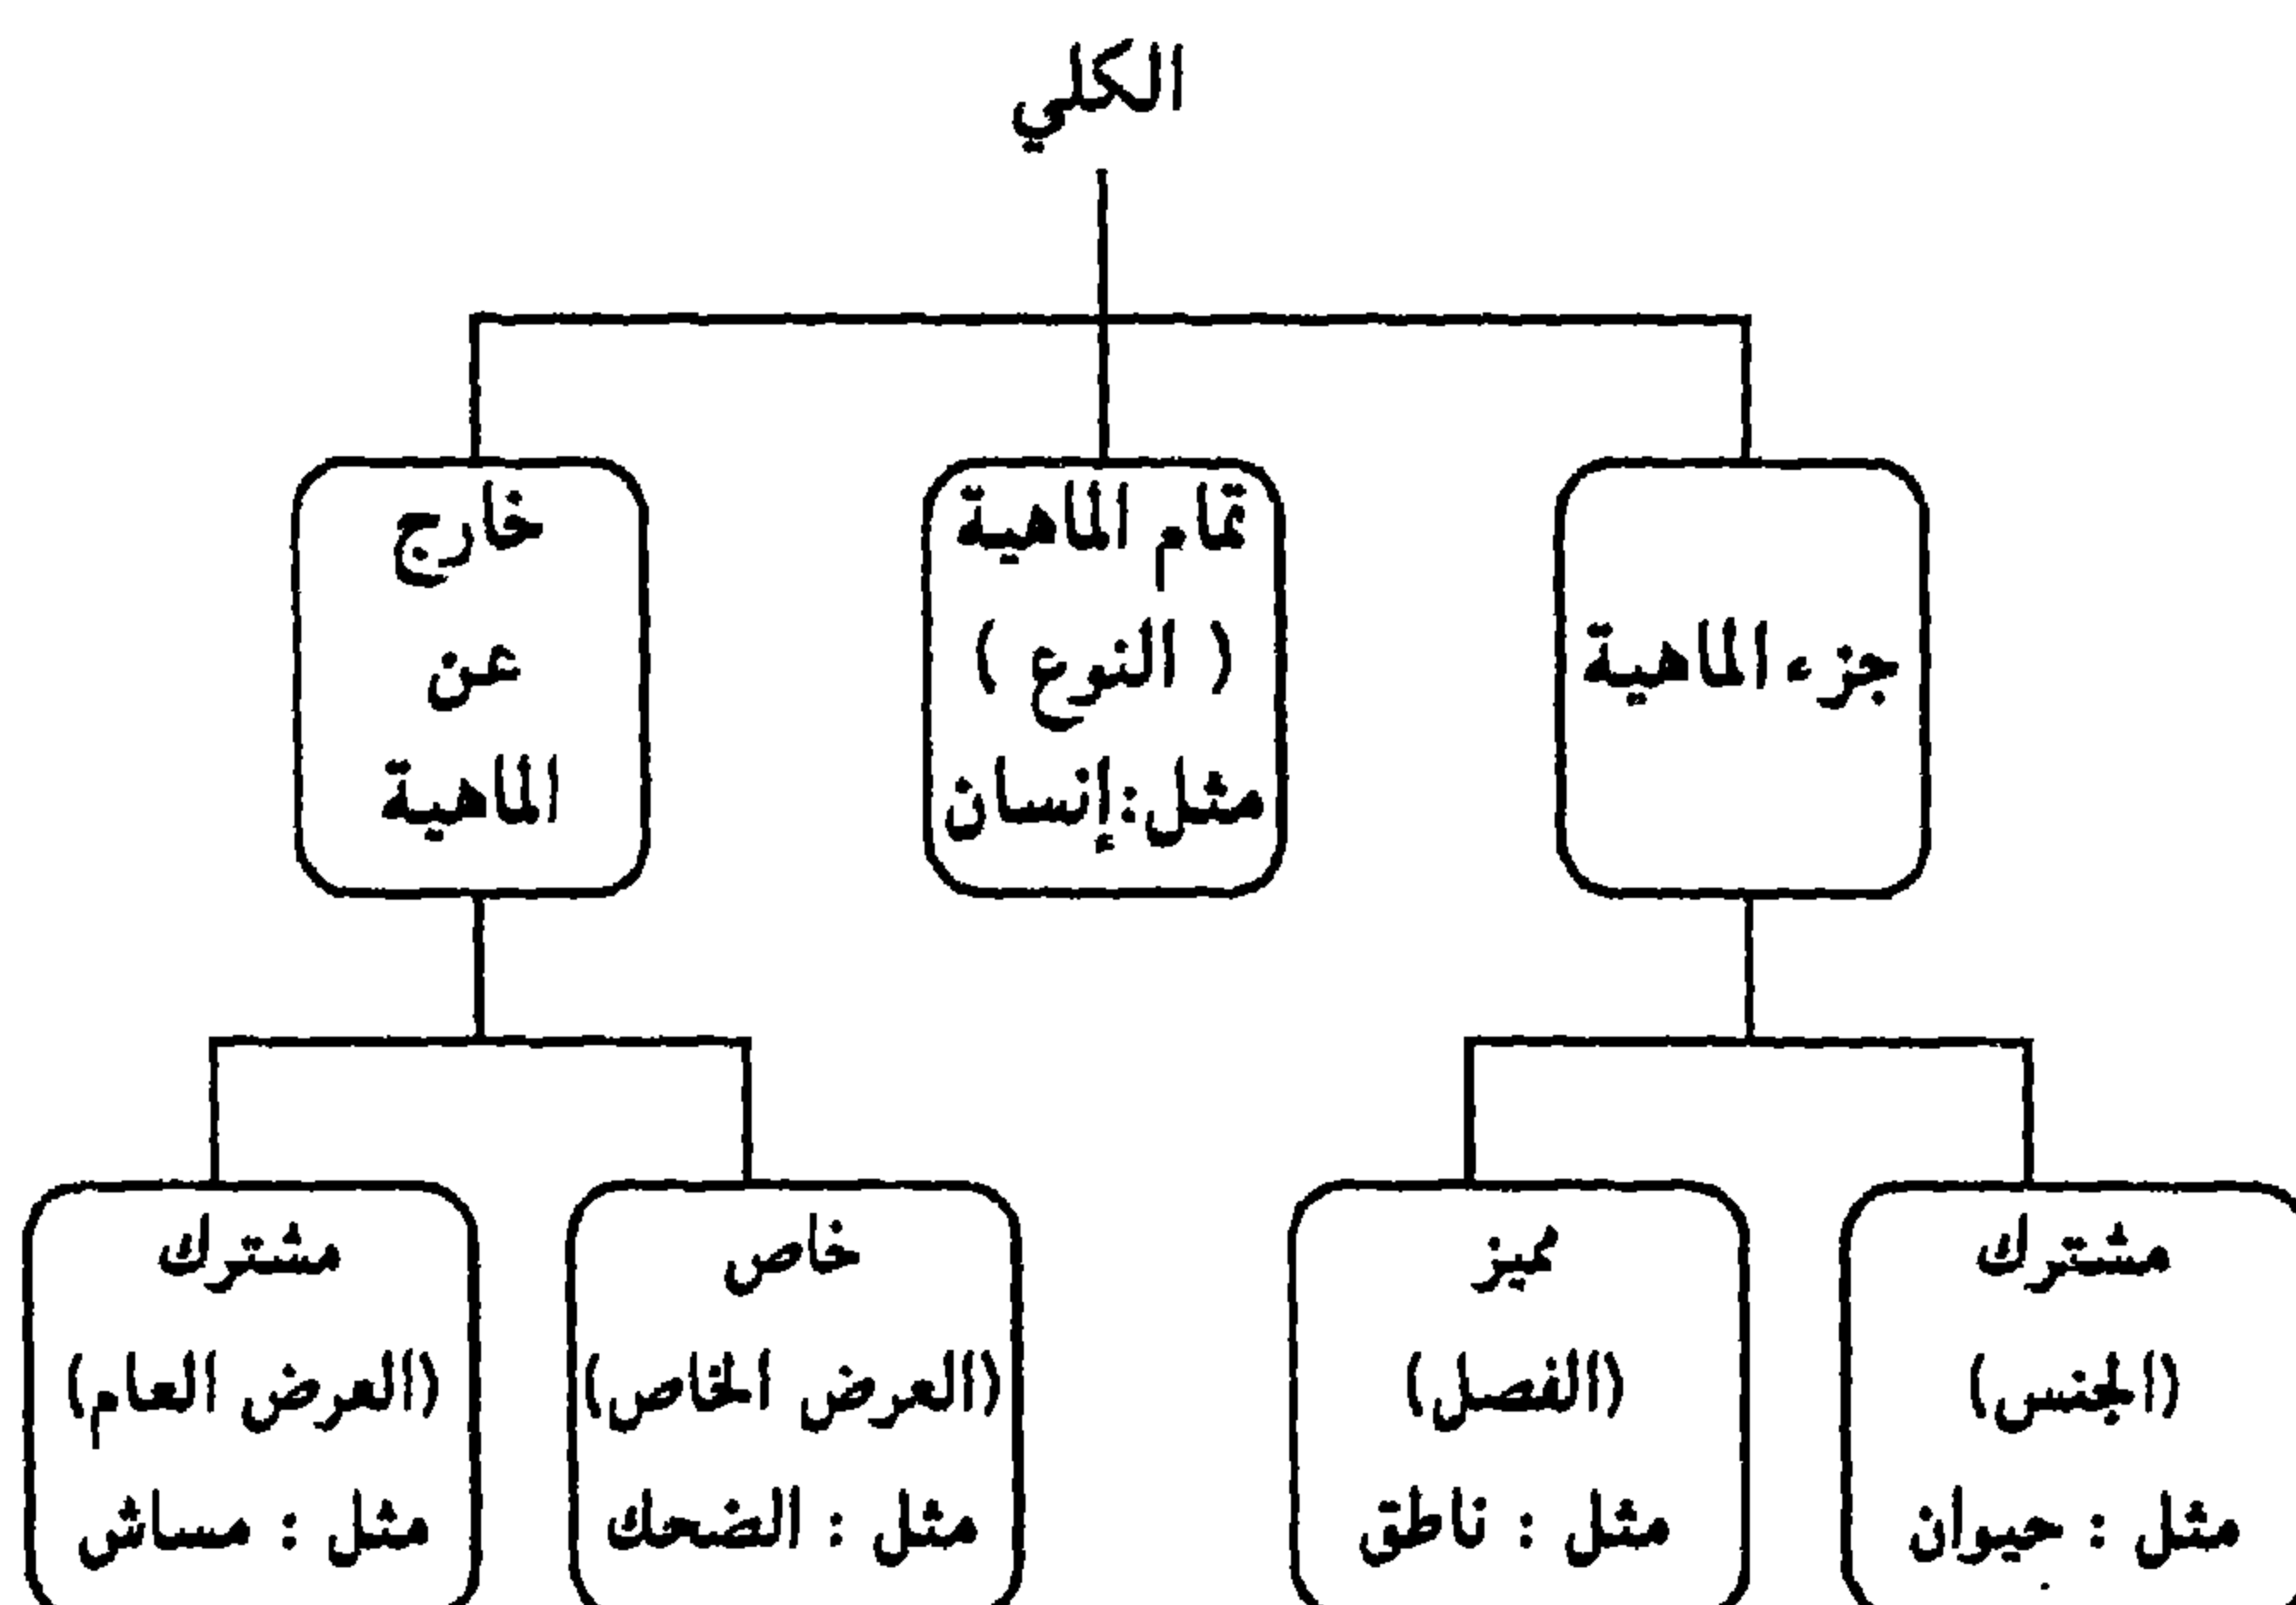 الكلي
جزء الماهية
تمام الماهية
( النوع )
مثل:إنسان
خارج
عن
الماهية
مشترك
(الجنس)
مثل : حيوان
مميز
(الفصل)
مثل : ناطق
خاص
(العرض الخاص)
مثل : الضحك
مشترك
(العرض العام)
مثل : مساش